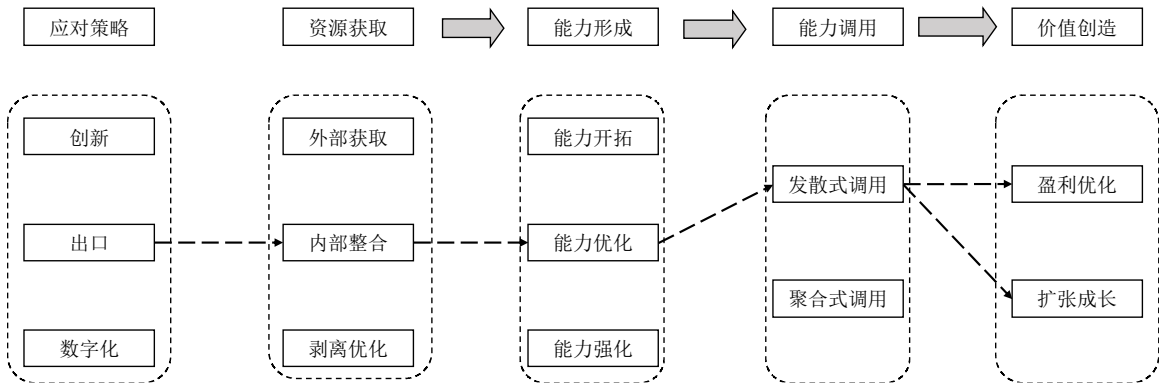 应对策略
资源获取
能力形成
能力调用
价值创造
创新
出口
数字化
外部获取
内部整合
剥离优化
能力开拓
能力优化
能力强化
发散式调用
聚合式调用
盈利优化
扩张成长